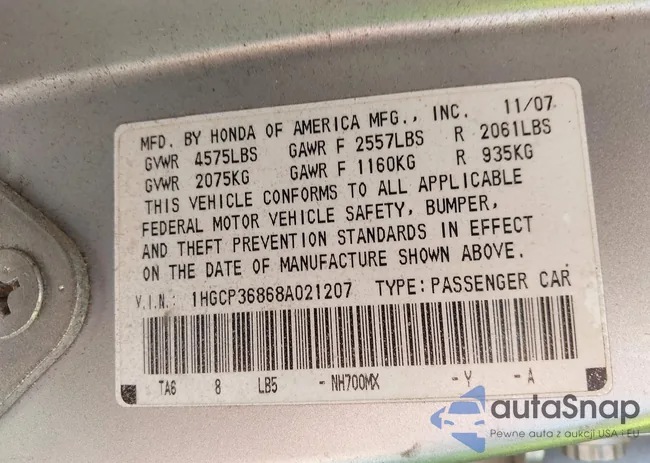 MFD. BY HONDA OF AMERICA MFG., INC. 11/07
GVWR 4575LBS GAWR F 2557LBS R 2061LBS
GVWR 2075KG GAWR F 1160KG R 935KG
THIS VEHICLE CONFORMS TO ALL APPLICABLE
FEDERAL MOTOR VEHICLE SAFETY, BUMPER,
AND THEFT PREVENTION STANDARDS IN EFFECT
ON THE DATE OF MANUFACTURE SHOWN ABOVE.
V.I.N.: 1HGCP36868A021207 TYPE: PASSENGER CAR
TA6 8 LB5 -NH700MX -Y -A
autaSnap
Pewne auta z aukcji USA i EU